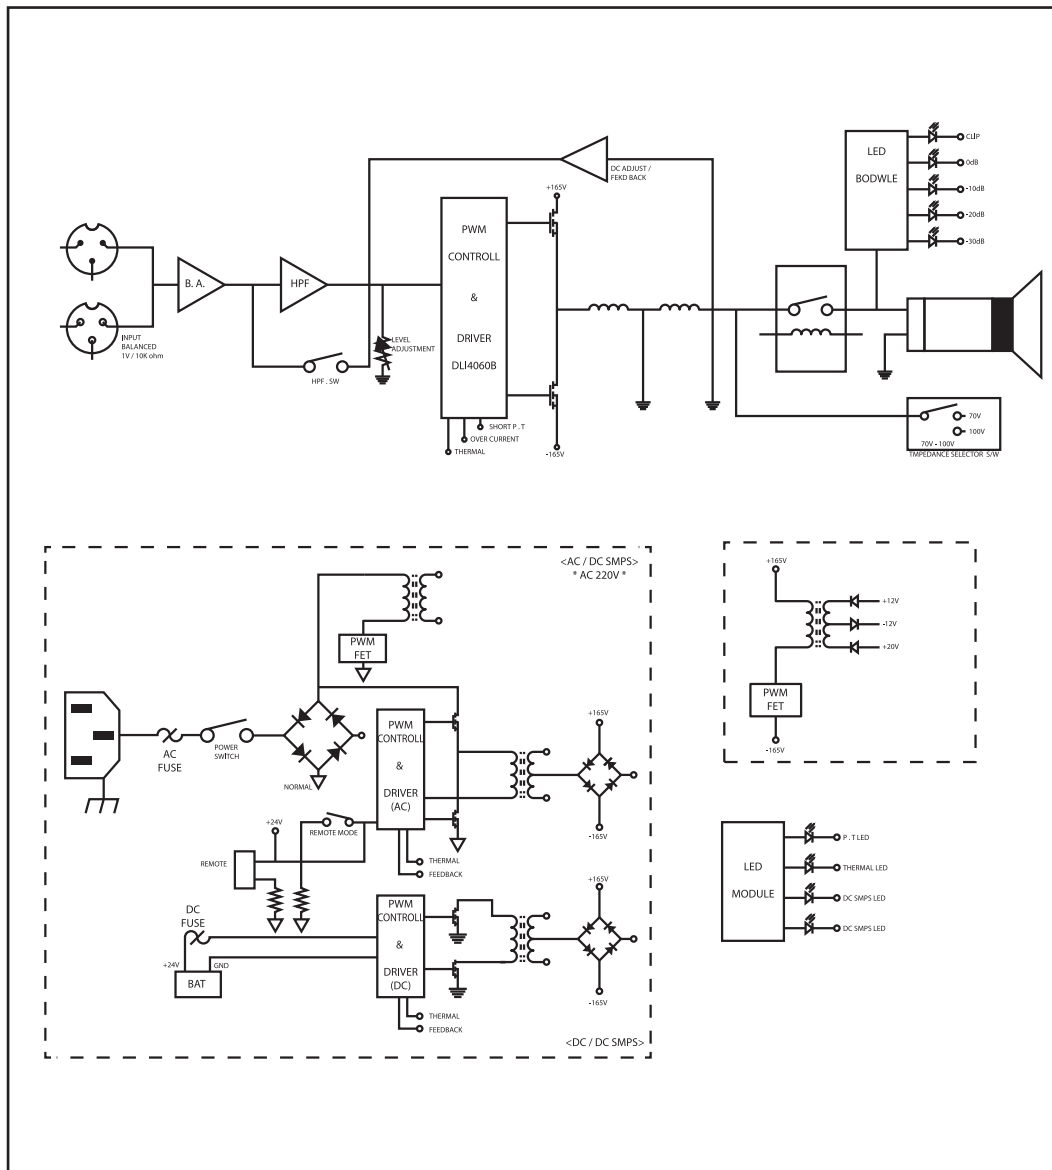 CLIP
LED
BODWLE
0dB
-10dB
-20dB
-30dB
DC ADJUST /
FEKD BACK
+165V
PWM
CONTROLL
&
DRIVER
DLI4060B
B. A.
HPF
INPUT
BALANCED
1V / 10K ohm
LEVEL
ADJUSTMENT
HPF . SW
SHORT P . T
OVER CURRENT
THERMAL
-165V
70V
100V
70V - 100V
TMPEDANCE SELECTOR S/W
<AC / DC SMPS>
* AC 220V *
PWM
FET
AC
FUSE
POWER
SWITCH
NORMAL
PWM
CONTROLL
&
DRIVER
(AC)
+165V
-165V
+24V
REMOTE MODE
REMOTE
THERMAL
FEEDBACK
DC
FUSE
+24V
GND
BAT
PWM
CONTROLL
&
DRIVER
(DC)
+165V
-165V
THERMAL
FEEDBACK
<DC / DC SMPS>
+165V
+12V
-12V
+20V
PWM
FET
-165V
LED
MODULE
P . T LED
THERMAL LED
DC SMPS LED
DC SMPS LED